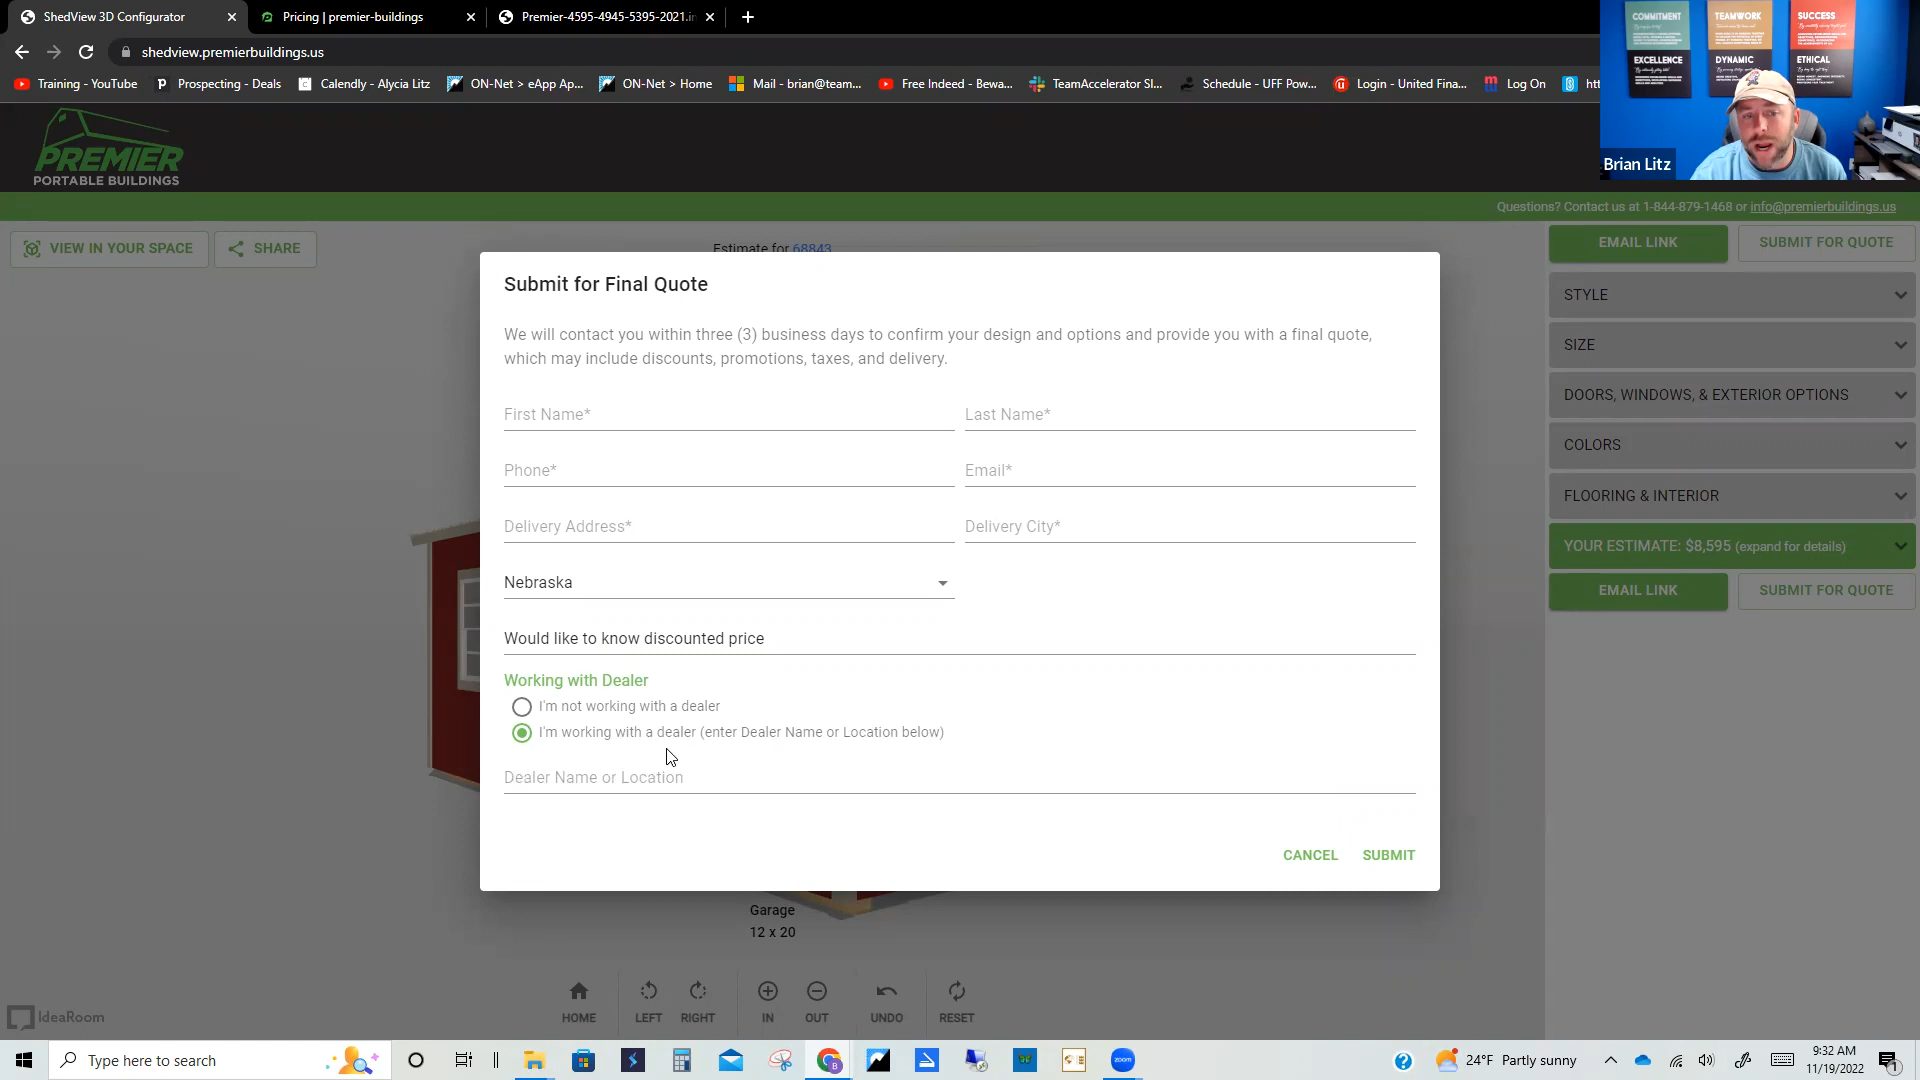 ShedView 3D Configurator
Pricing | premier-buildings
Premier-4595-4945-5395-2021.in
shedview.premierbuildings.us
Training - YouTube
Prospecting - Deals
Calendly - Alycia Litz
ON-Net > eApp Ap...
ON-Net > Home
Mail - brian@team...
Free Indeed - Bewa...
TeamAccelerator Sl...
Schedule - UFF Pow...
Login - United Fina...
Log On
COMMITMENT
TEAMWORK
SUCCESS
EXCELLENCE
DYNAMIC
ETHICAL
Brian Litz
PREMIER
PORTABLE BUILDINGS
Questions? Contact us at 1-844-879-1468 or info@premierbuildings.us
VIEW IN YOUR SPACE
SHARE
Estimate for 68843
EMAIL LINK
SUBMIT FOR QUOTE
STYLE
SIZE
DOORS, WINDOWS, & EXTERIOR OPTIONS
COLORS
FLOORING & INTERIOR
YOUR ESTIMATE: $8,595 (expand for details)
EMAIL LINK
SUBMIT FOR QUOTE
Submit for Final Quote
We will contact you within three (3) business days to confirm your design and options and provide you with a final quote,
which may include discounts, promotions, taxes, and delivery.
First Name*
Last Name*
Phone*
Email*
Delivery Address*
Delivery City*
Nebraska
Would like to know discounted price
Working with Dealer
I'm not working with a dealer
I'm working with a dealer (enter Dealer Name or Location below)
Dealer Name or Location
CANCEL
SUBMIT
Garage
12 x 20
HOME
LEFT
RIGHT
IN
OUT
UNDO
RESET
IdeaRoom
Type here to search
zoom
24°F Partly sunny
9:32 AM
11/19/2022
1